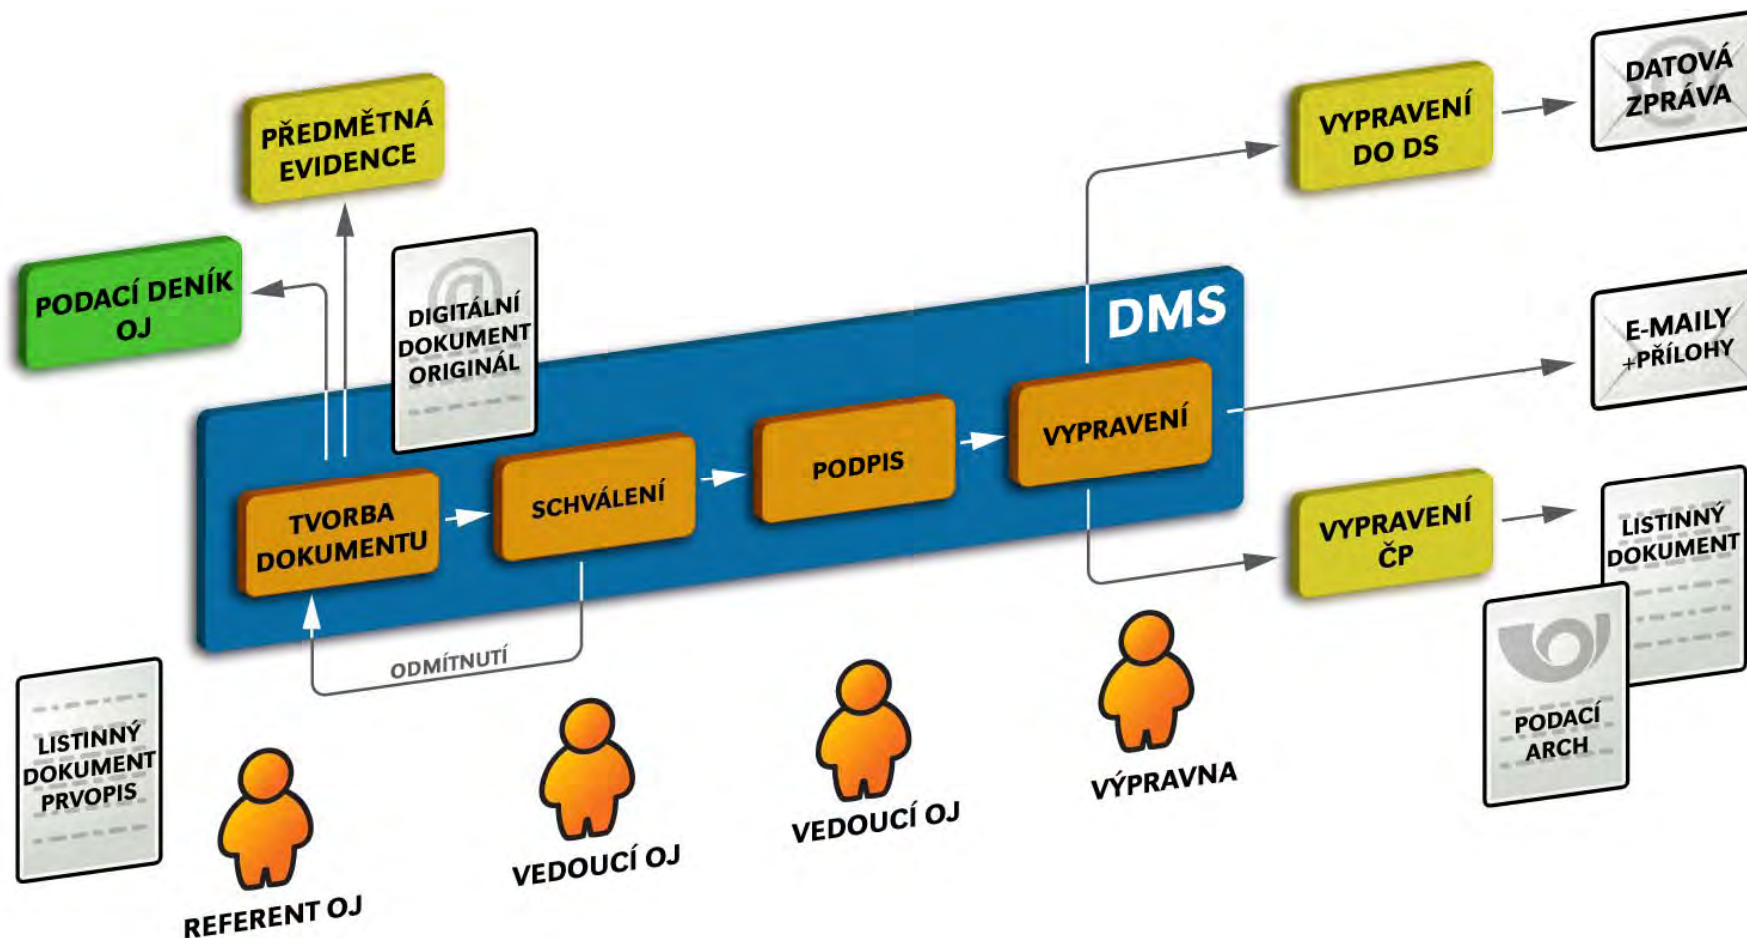 PŘEDMĚTNÁ
EVIDENCE
PODACÍ DENÍK
OJ
DIGITÁLNÍ
DOKUMENT
ORIGINÁL
DMS
TVORBA
DOKUMENTU
SCHVÁLENÍ
PODPIS
VYPRAVENÍ
ODMÍTNUTÍ
VYPRAVENÍ
DO DS
DATOVÁ
ZPRÁVA
E-MAILY
+PŘÍLOHY
VYPRAVENÍ
ČP
LISTINNÝ
DOKUMENT
PODACÍ
ARCH
LISTINNÝ
DOKUMENT
PRVOPIS
REFERENT OJ
VEDOUCÍ OJ
VEDOUCÍ OJ
VÝPRAVNA